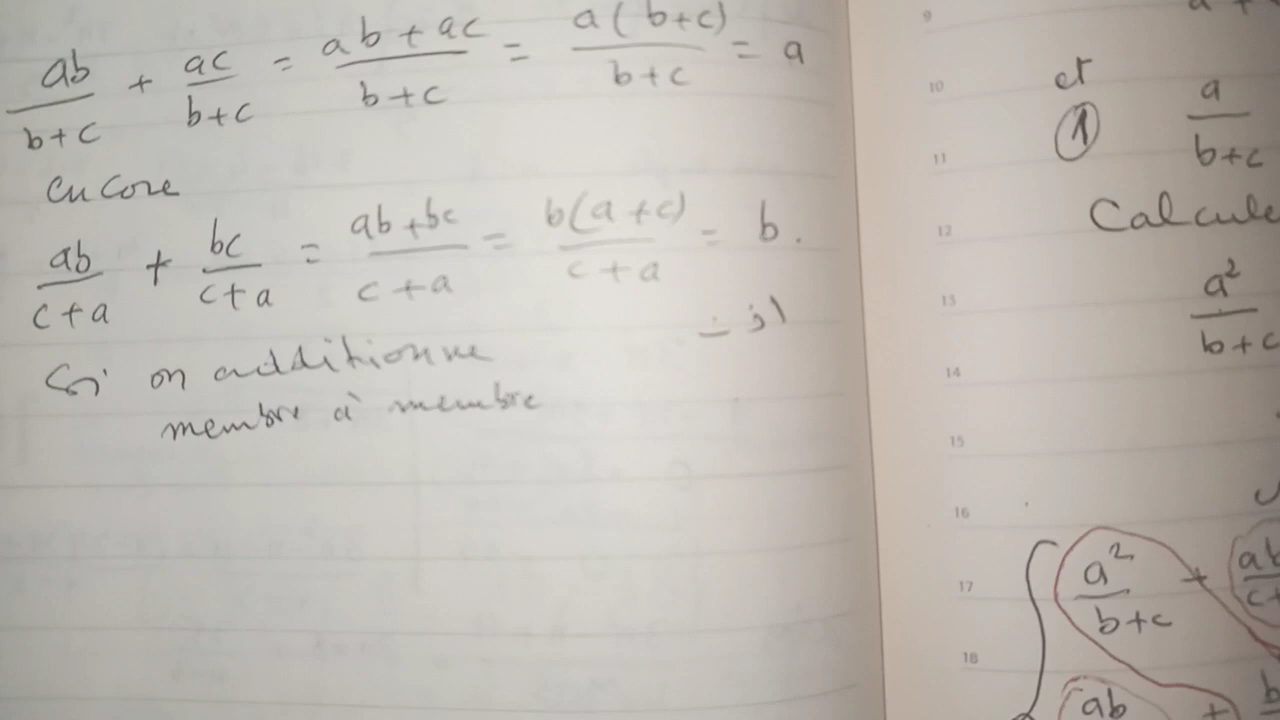 ab/(b+c) + ac/(b+c) = (ab+ac)/(b+c) = a(b+c)/(b+c) = a
encore
ab/(c+a) + bc/(c+a) = (ab+bc)/(c+a) = b(a+c)/(c+a) = b.
Si on additionne
membre à membre
9
10
et
① a/(b+c)
11
Calcule
12
a²/(b+c)
13
14
15
16
17
a²/(b+c) +
18
ab +